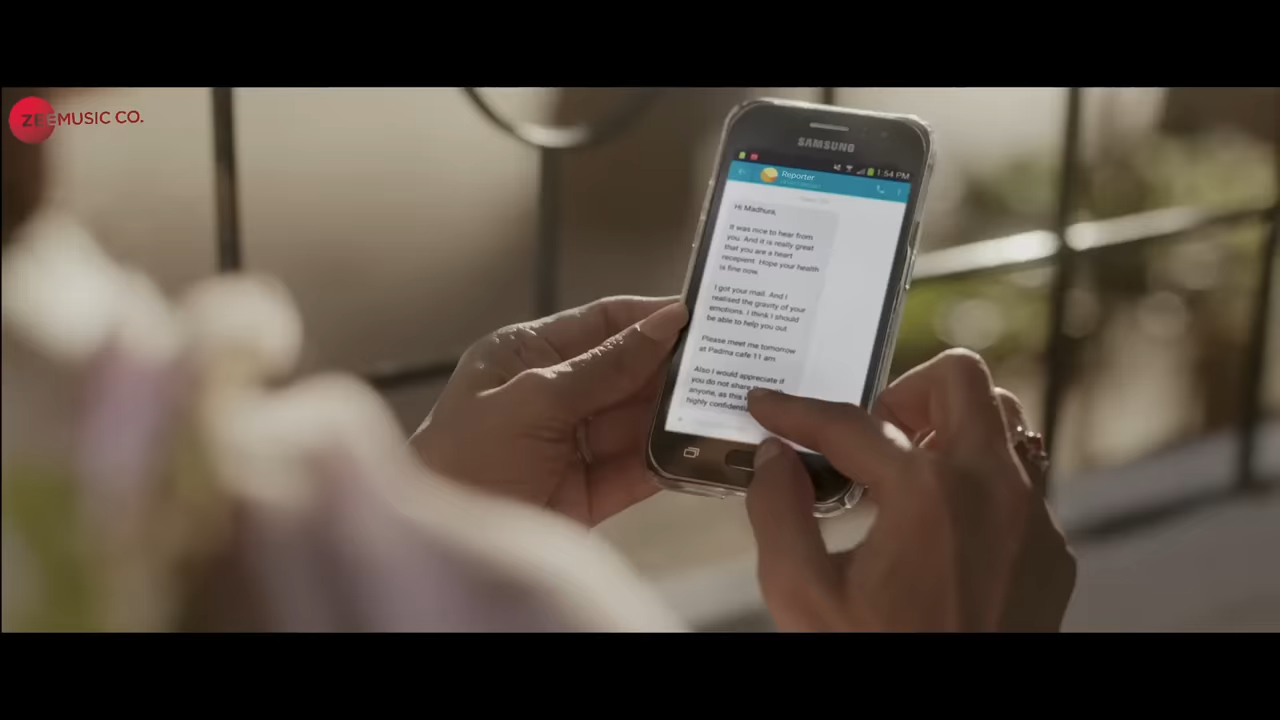 ZEE MUSIC CO.
SAMSUNG
1:54 PM
Reporter
Hi Madhura,
It was nice to hear from
you. And it is really great
that you are a heart
recepient. Hope your health
is fine now.
I got your mail. And I
realised the gravity of your
emotions. I think I should
be able to help you out
Please meet me tomorrow
at Padma cafe 11 am
Also I would appreciate if
you do not share
anyone, as this
highly